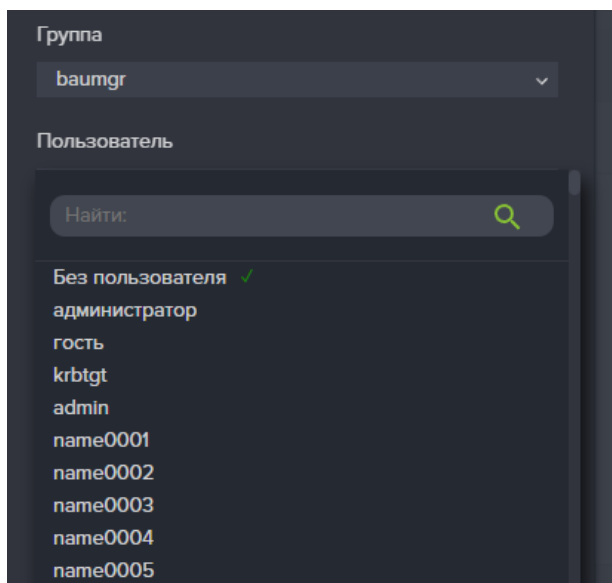 Группа
baumgr
Пользователь
Найти:
Без пользователя
администратор
гость
krbtgt
admin
name0001
name0002
name0003
name0004
name0005